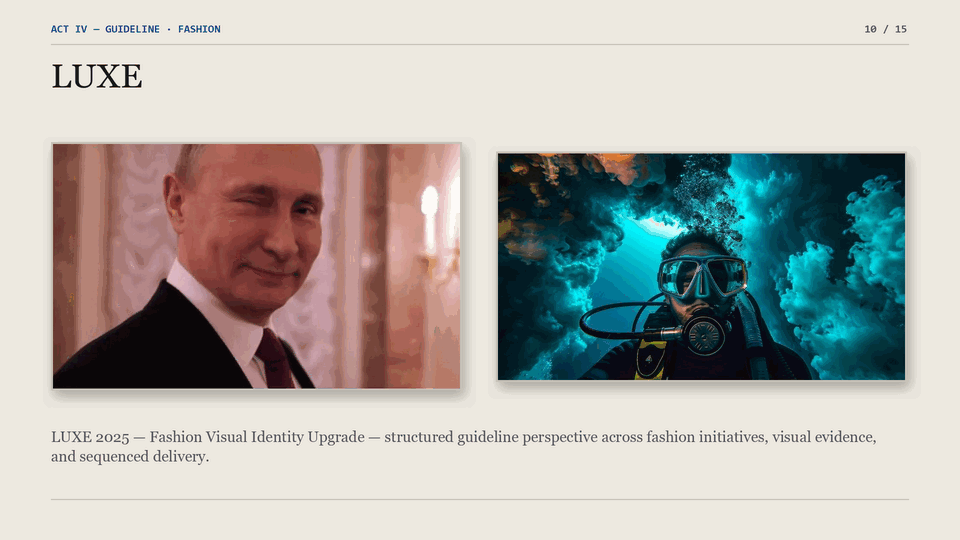 ACT IV — GUIDELINE · FASHION
10 / 15
LUXE
LUXE 2025 — Fashion Visual Identity Upgrade — structured guideline perspective across fashion initiatives, visual evidence,
and sequenced delivery.